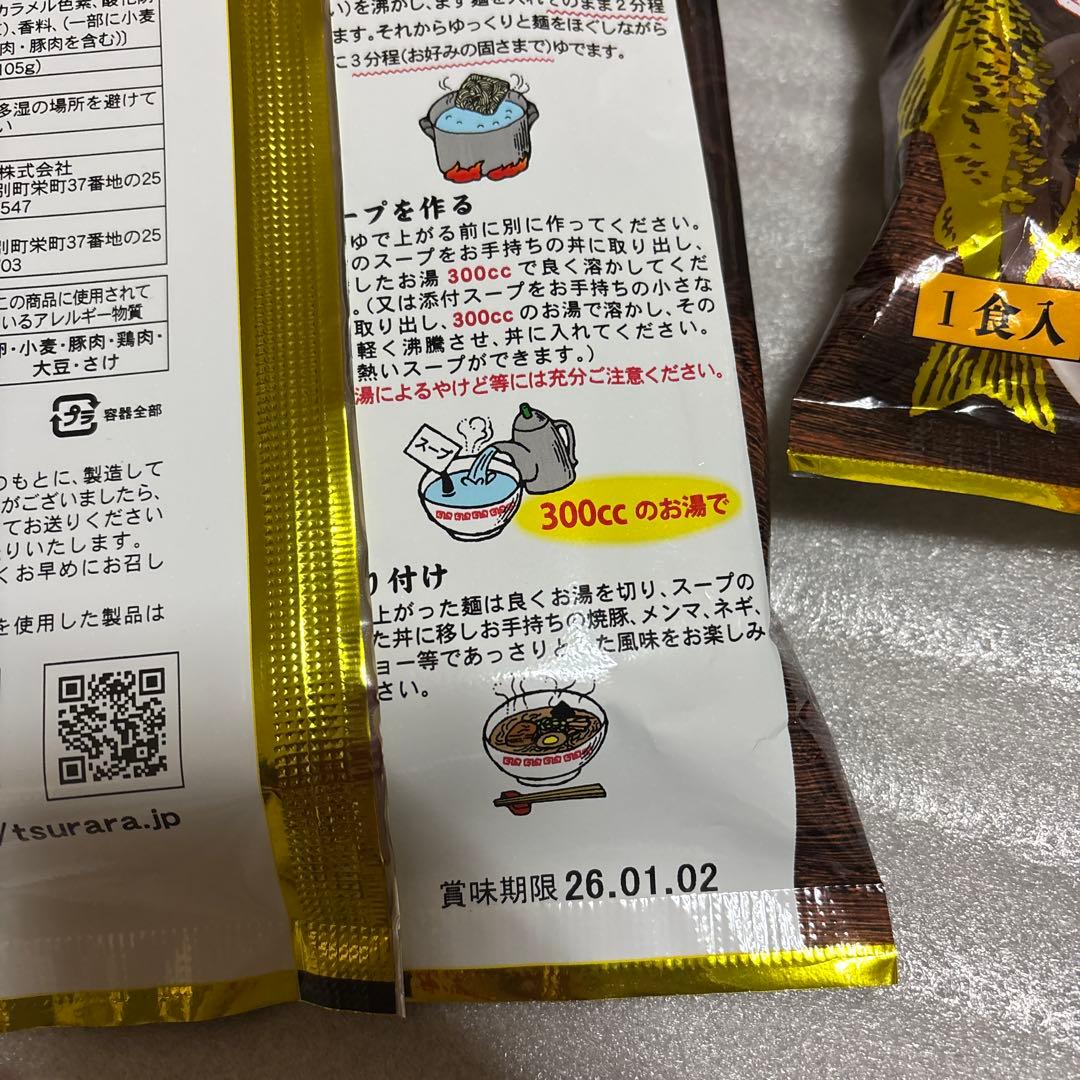 カラメル色素、酸化防
)、香料、(一部に小麦
肉・豚肉を含む)]
105g)
多湿の場所を避けて
い
株式会社
別町栄町37番地の25
547
別町栄町37番地の25
703
この商品に使用されて
いるアレルギー物質
卵・小麦・豚肉・鶏肉・
大豆・さけ
プラ
容器全部
のもとに、製造して
がございましたら、
てお送りください
りいたします。
くお早めにお召し
を使用した製品は
/tsurara.jp
い)を沸かし、まず麺を入れてそのまま2分程
ます。それからゆっくりと麺をほぐしながら
に3分程(お好みの固さまで)ゆでます。
ープを作る
ゆで上がる前に別に作ってください。
のスープをお手持ちの丼に取り出し、
したお湯300ccで良く溶かしてくだ
。(又は添付スープをお手持ちの小さな
取り出し、300ccのお湯で溶かし、その
軽く沸騰させ、丼に入れてください。
熱いスープができます。)
湯によるやけど等には充分ご注意ください。
スープ
300ccのお湯で
り付け
上がった麺は良くお湯を切り、スープの
た丼に移しお手持ちの焼豚、メンマ、ネギ、
ョー等であっさりとした風味をお楽しみ
さい。
賞味期限 26.01.02
1食入